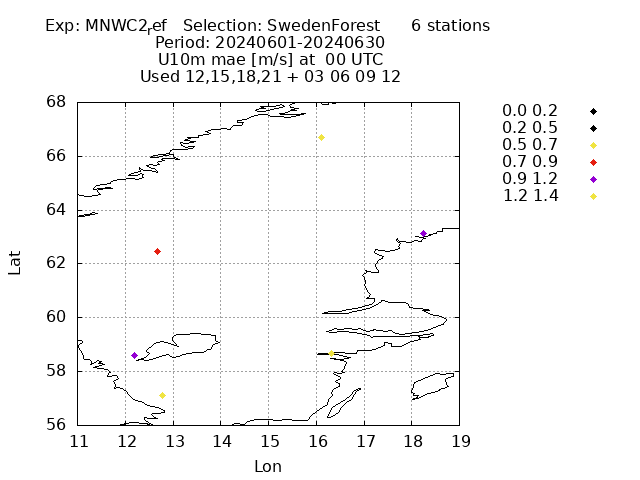 Exp: MNWC2ref   Selection: SwedenForest      6 stations
Period: 20240601-20240630
U10m mae [m/s] at  00 UTC
Used 12,15,18,21 + 03 06 09 12
0.0 0.2
0.2 0.5
0.5 0.7
0.7 0.9
0.9 1.2
1.2 1.4
68
66
64
62
60
58
56
Lat
11 12 13 14 15 16 17 18 19
Lon